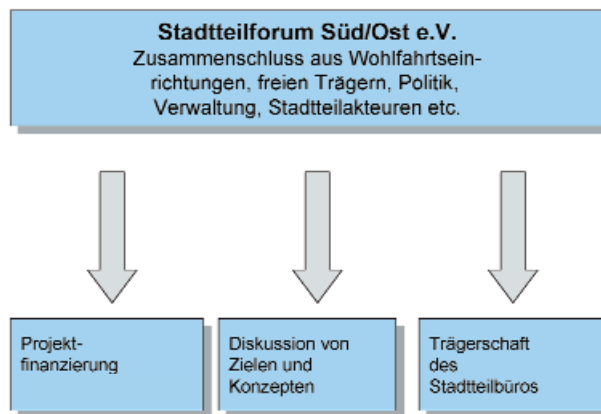 Stadtteilforum Süd/Ost e.V.
Zusammenschluss aus Wohlfahrtsein-
richtungen, freien Trägern, Politik,
Verwaltung, Stadtteilakteuren etc.
Projekt-
finanzierung
Diskussion von
Zielen und
Konzepten
Trägerschaft
des
Stadtteilbüros